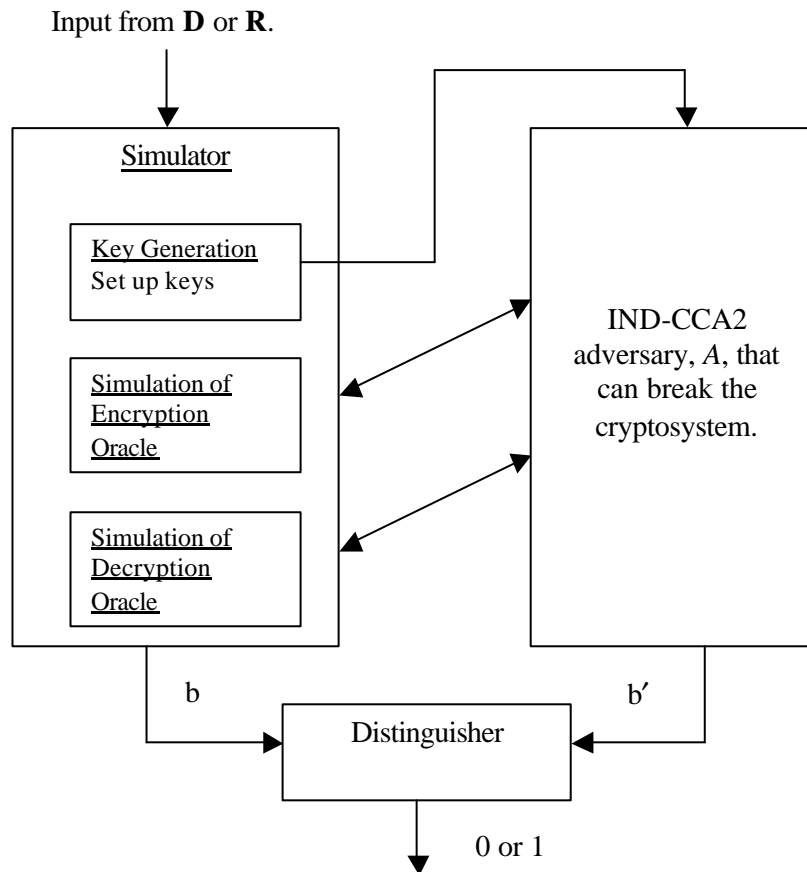 Input from D or R.
Simulator
Key Generation
Set up keys
Simulation of
Encryption
Oracle
Simulation of
Decryption
Oracle
IND-CCA2
adversary, A, that
can break the
cryptosystem.
b
b′
Distinguisher
0 or 1